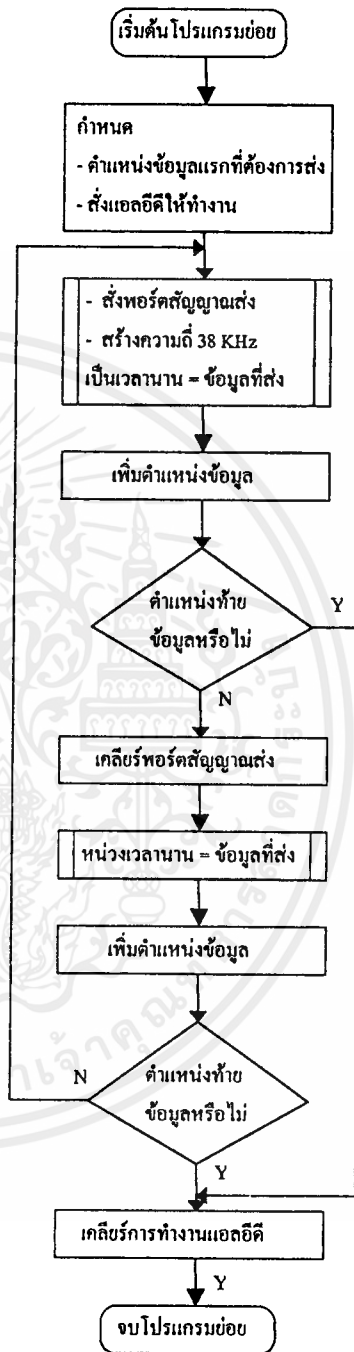 เริ่มต้นโปรแกรมย่อย
กำหนด
- ตำแหน่งข้อมูลแรกที่ต้องการส่ง
- สั่งแอลอีดีให้ทำงาน
- สั่งพอร์ตสัญญาณส่ง
- สร้างความถี่ 38 KHz
เป็นเวลานาน = ข้อมูลที่ส่ง
เพิ่มตำแหน่งข้อมูล
ตำแหน่งท้าย
ข้อมูลหรือไม่
Y
N
เคลียร์พอร์ตสัญญาณส่ง
หน่วงเวลานาน = ข้อมูลที่ส่ง
เพิ่มตำแหน่งข้อมูล
ตำแหน่งท้าย
ข้อมูลหรือไม่
N
Y
เคลียร์การทำงานแอลอีดี
Y
จบโปรแกรมย่อย